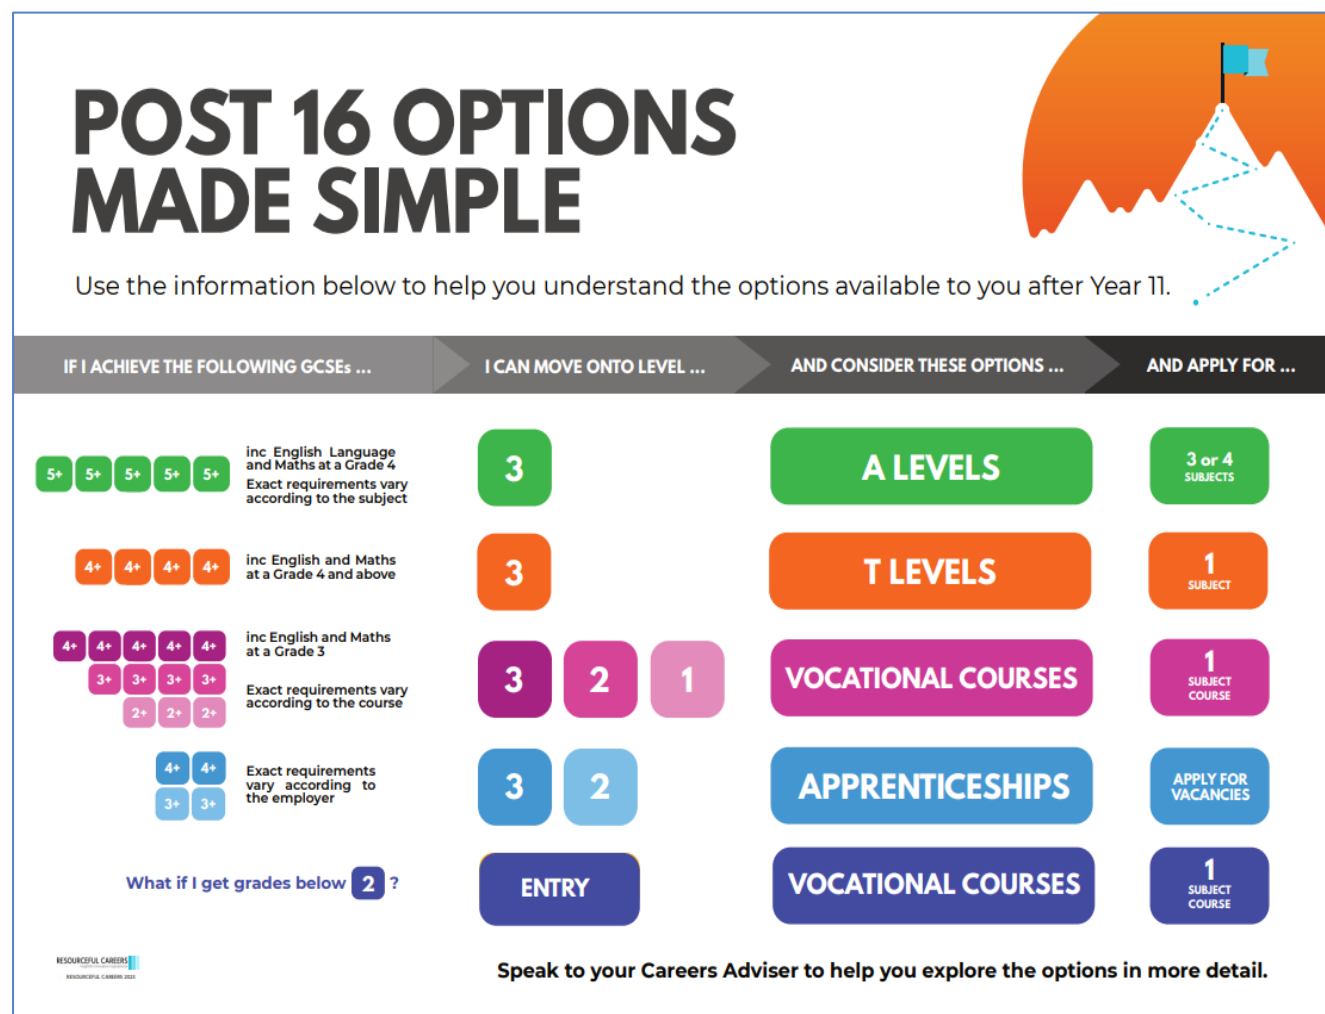 POST 16 OPTIONS
MADE SIMPLE
Use the information below to help you understand the options available to you after Year 11.
IF I ACHIEVE THE FOLLOWING GCSEs ...
I CAN MOVE ONTO LEVEL ...
AND CONSIDER THESE OPTIONS ...
AND APPLY FOR ...
5+ 5+ 5+ 5+ 5+
inc English Language
and Maths at a Grade 4
Exact requirements vary
according to the subject
3
A LEVELS
3 or 4
SUBJECTS
4+ 4+ 4+ 4+
inc English and Maths
at a Grade 4 and above
3
T LEVELS
1
SUBJECT
4+ 4+ 4+ 4+ 4+
3+ 3+ 3+ 3+
2+ 2+ 2+
inc English and Maths
at a Grade 3
Exact requirements vary
according to the course
3 2 1
VOCATIONAL COURSES
1
SUBJECT
COURSE
4+ 4+
3+ 3+
Exact requirements
vary according to
the employer
3 2
APPRENTICESHIPS
APPLY FOR
VACANCIES
What if I get grades below 2 ?
ENTRY
VOCATIONAL COURSES
1
SUBJECT
COURSE
RESOURCEFUL CAREERS
RESOURCEFUL CAREERS 2023
Speak to your Careers Adviser to help you explore the options in more detail.